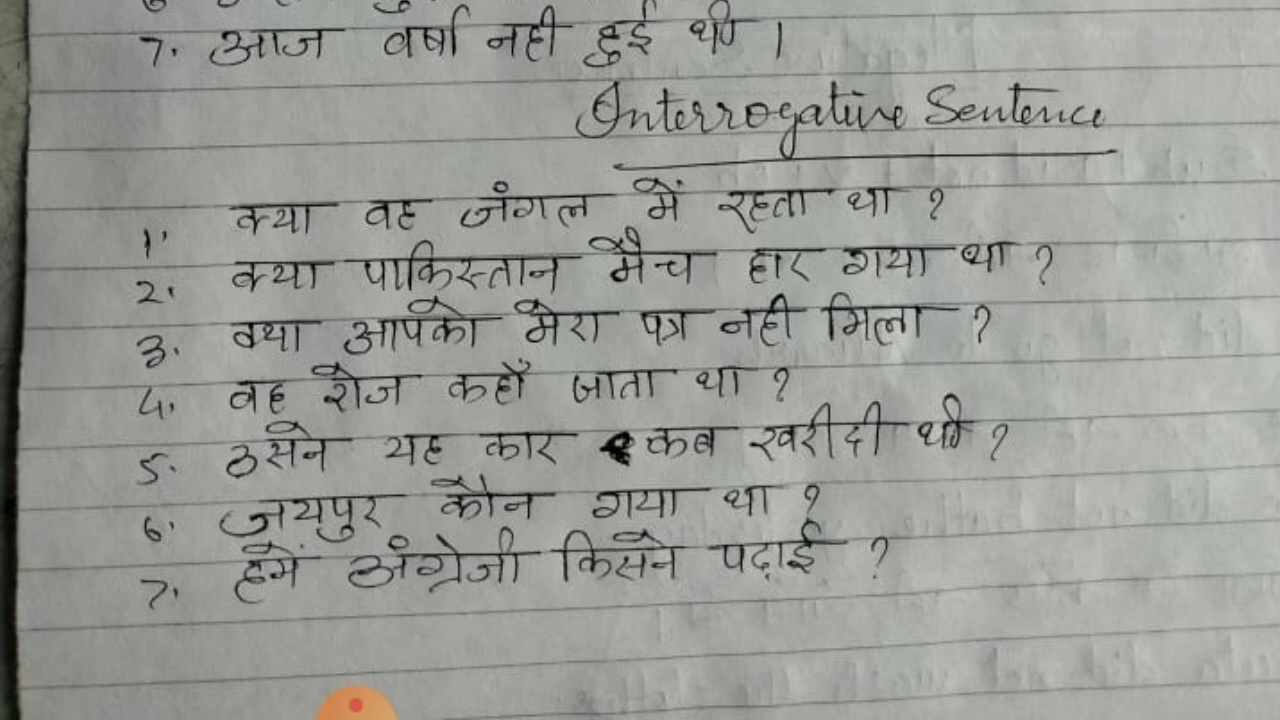 7. आज वर्षा नही हुई थी ।
Interrogative Sentence
1. क्या वह जंगल में रहता था ?
2. क्या पाकिस्तान मैच हार गया था ?
3. क्या आपको मेरा पत्र नही मिला ?
4. वह रोज कहाँ जाता था ?
5. उसने यह कार कब खरीदी थी ?
6. जयपुर कौन गया था ?
7. हमें अंग्रेजी किसने पढ़ाई ?